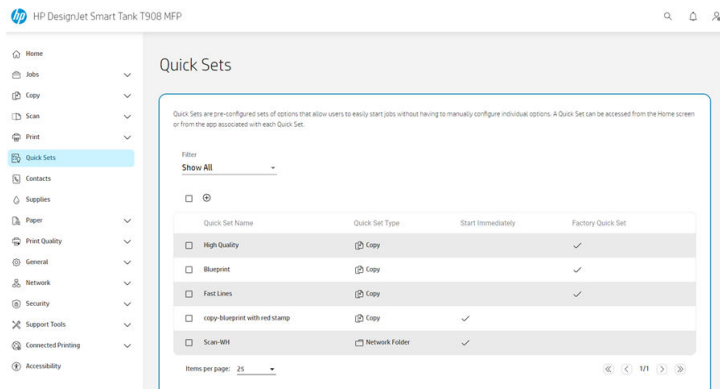 hp HP DesignJet Smart Tank T908 MFP
Home
Jobs
Copy
Scan
Print
Quick Sets
Contacts
Supplies
Paper
Print Quality
General
Network
Security
Support Tools
Connected Printing
Accessibility
Quick Sets
Quick Sets are pre-configured sets of options that allow users to easily start jobs without having to manually configure individual options. A Quick Set can be accessed from the Home screen
or from the app associated with each Quick Set.
Filter
Show All
Quick Set Name Quick Set Type Start Immediately Factory Quick Set
High Quality Copy
Blueprint Copy
Fast Lines Copy
copy-blueprint with red stamp Copy
Scan-WH Network Folder
Items per page: 25 1/1